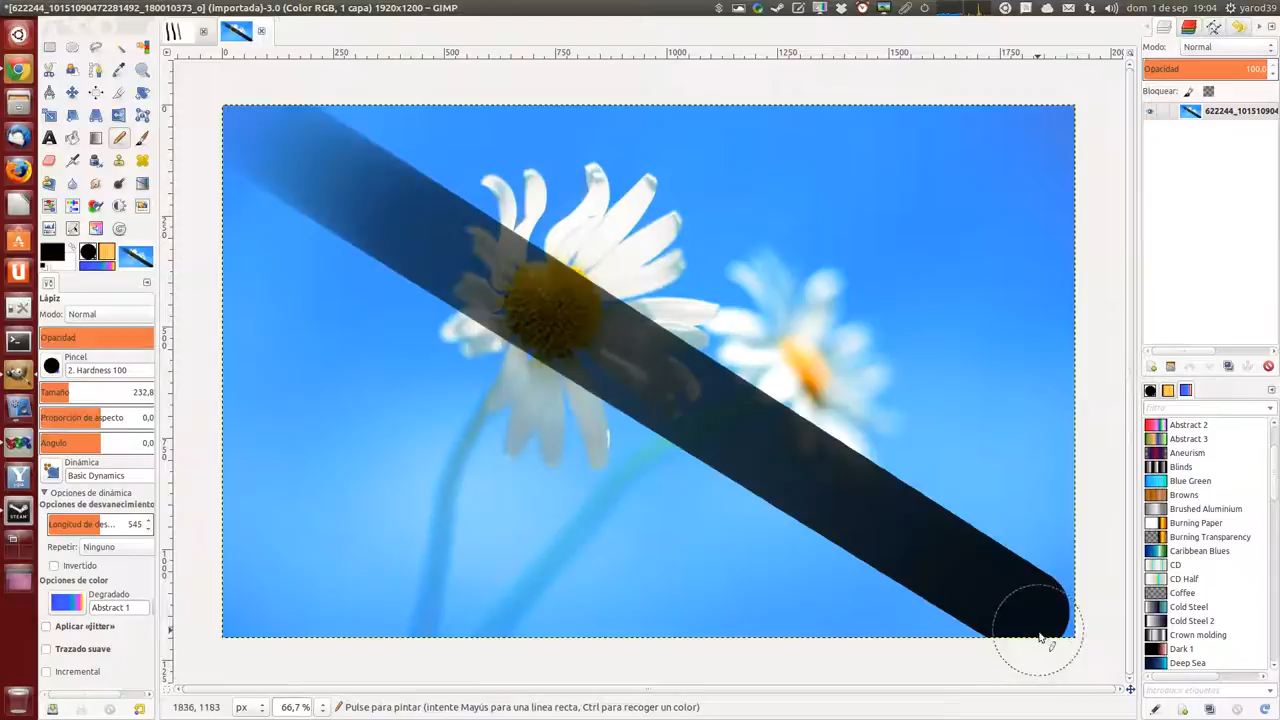 *[622244_10151090472281492_180010373_o] (Importada)-3.0 (Color RGB, 1 capa) 1920x1200 – GIMP
dom 1 de sep 19:04
yarod39
0 250 500 750 1000 1250 1500 1750
Modo: Normal
Opacidad 100,0
Bloquear:
622244_101510904
Lápiz
Modo: Normal
Opacidad
Pincel
2. Hardness 100
Tamaño 232,8
Proporción de aspecto 0,0
Ángulo 0,0
Dinámica
Basic Dynamics
Opciones de dinámica
Opciones de desvanecimiento
Longitud de des... 545
Repetir: Ninguno
Invertido
Opciones de color
Degradado
Abstract 1
Aplicar «jitter»
Trazado suave
Incremental
Filtro
Abstract 2
Abstract 3
Aneurism
Blinds
Blue Green
Browns
Brushed Aluminium
Burning Paper
Burning Transparency
Caribbean Blues
CD
CD Half
Coffee
Cold Steel
Cold Steel 2
Crown molding
Dark 1
Deep Sea
Introducir etiquetas
1836, 1183 px 66,7 % Pulse para pintar (intente Mayús para una línea recta, Ctrl para recoger un color)